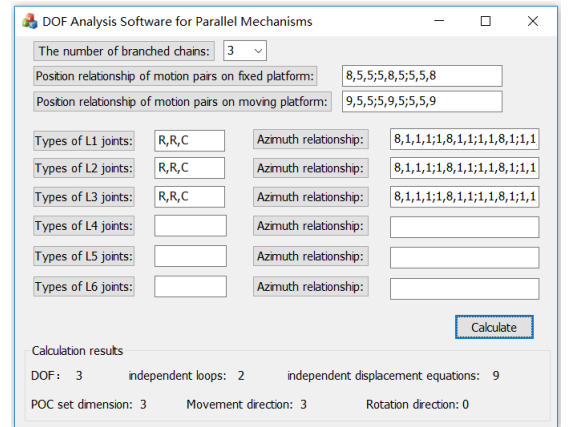 DOF Analysis Software for Parallel Mechanisms
The number of branched chains: 3
Position relationship of motion pairs on fixed platform: 8,5,5;5,8,5;5,5,8
Position relationship of motion pairs on moving platform: 9,5,5;5,9,5;5,5,9
Types of L1 joints: R,R,C Azimuth relationship: 8,1,1,1;1,8,1,1;1,1,8,1;1,1
Types of L2 joints: R,R,C Azimuth relationship: 8,1,1,1;1,8,1,1;1,1,8,1;1,1
Types of L3 joints: R,R,C Azimuth relationship: 8,1,1,1;1,8,1,1;1,1,8,1;1,1
Types of L4 joints: Azimuth relationship:
Types of L5 joints: Azimuth relationship:
Types of L6 joints: Azimuth relationship:
Calculate
Calculation results
DOF： 3 independent loops: 2 independent displacement equations: 9
POC set dimension: 3 Movement direction: 3 Rotation direction: 0